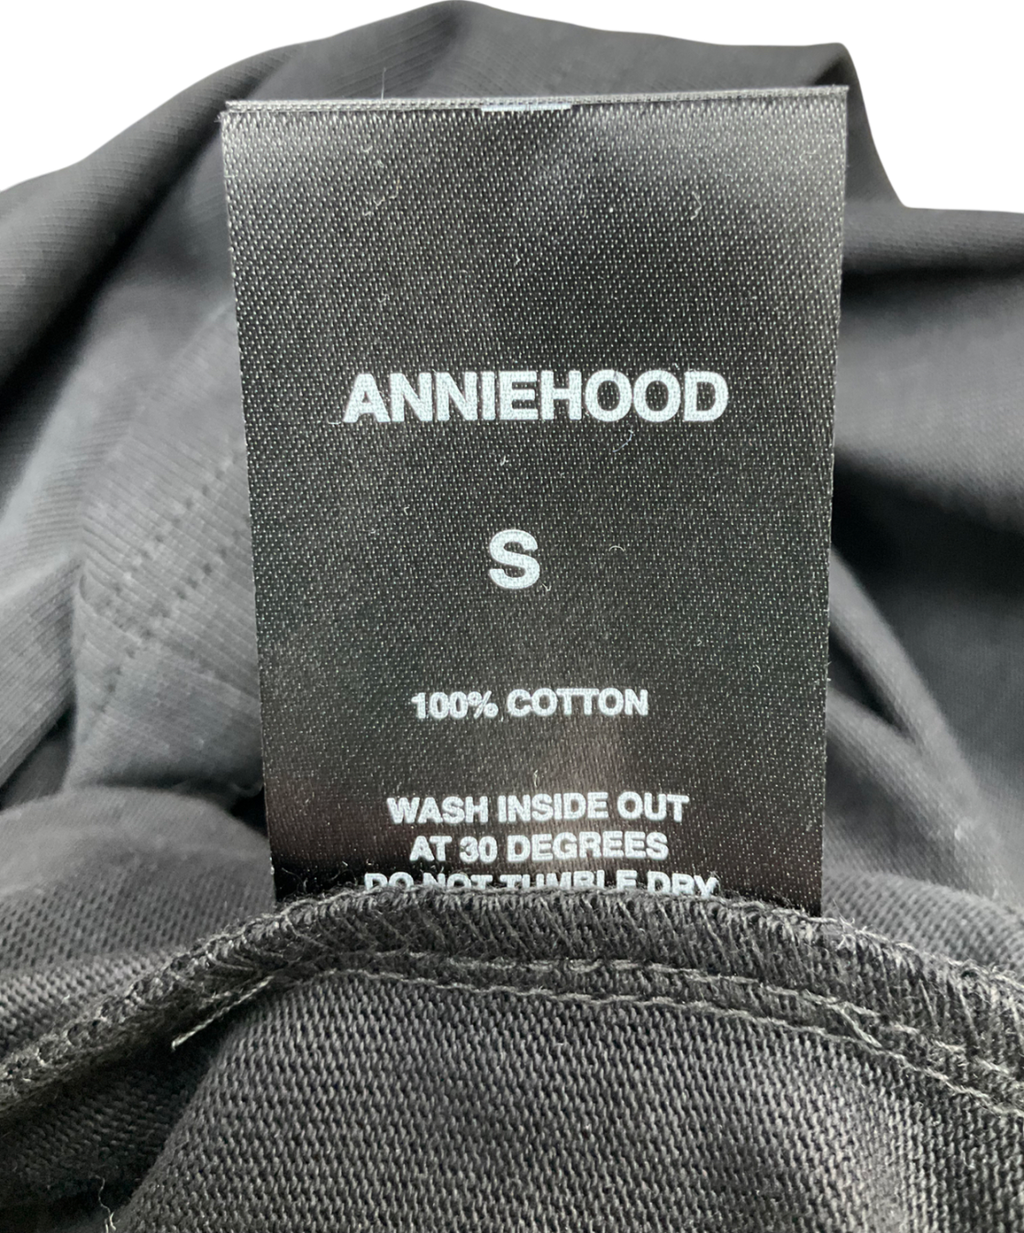 ANNIEHOOD
S
100% COTTON
WASH INSIDE OUT
AT 30 DEGREES
DO NOT TUMBLE DRY